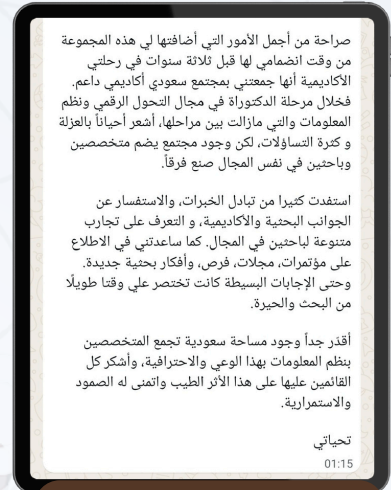 صراحة من أجمل الأمور التي أضافتها لي هذه المجموعة
من وقت انضمامي لها قبل ثلاثة سنوات في رحلتي
الأكاديمية أنها جمعتني بمجتمع سعودي أكاديمي داعم.
فخلال مرحلة الدكتوراة في مجال التحول الرقمي ونظم
المعلومات والتي مازالت بين مراحلها، أشعر أحياناً بالعزلة
و كثرة التساؤلات، لكن وجود مجتمع يضم متخصصين
وباحثين في نفس المجال صنع فرقاً.
استفدت كثيرا من تبادل الخبرات، والاستفسار عن
الجوانب البحثية والأكاديمية، و التعرف على تجارب
متنوعة لباحثين في المجال. كما ساعدتني في الاطلاع
على مؤتمرات، مجلات، فرص، وأفكار بحثية جديدة.
وحتى الإجابات البسيطة كانت تختصر علي وقتا طويلًا
من البحث والحيرة.
أقدّر جداً وجود مساحة سعودية تجمع المتخصصين
بنظم المعلومات بهذا الوعي والاحترافية، وأشكر كل
القائمين عليها على هذا الأثر الطيب واتمنى له الصمود
والاستمرارية.
تحياتي
01:15